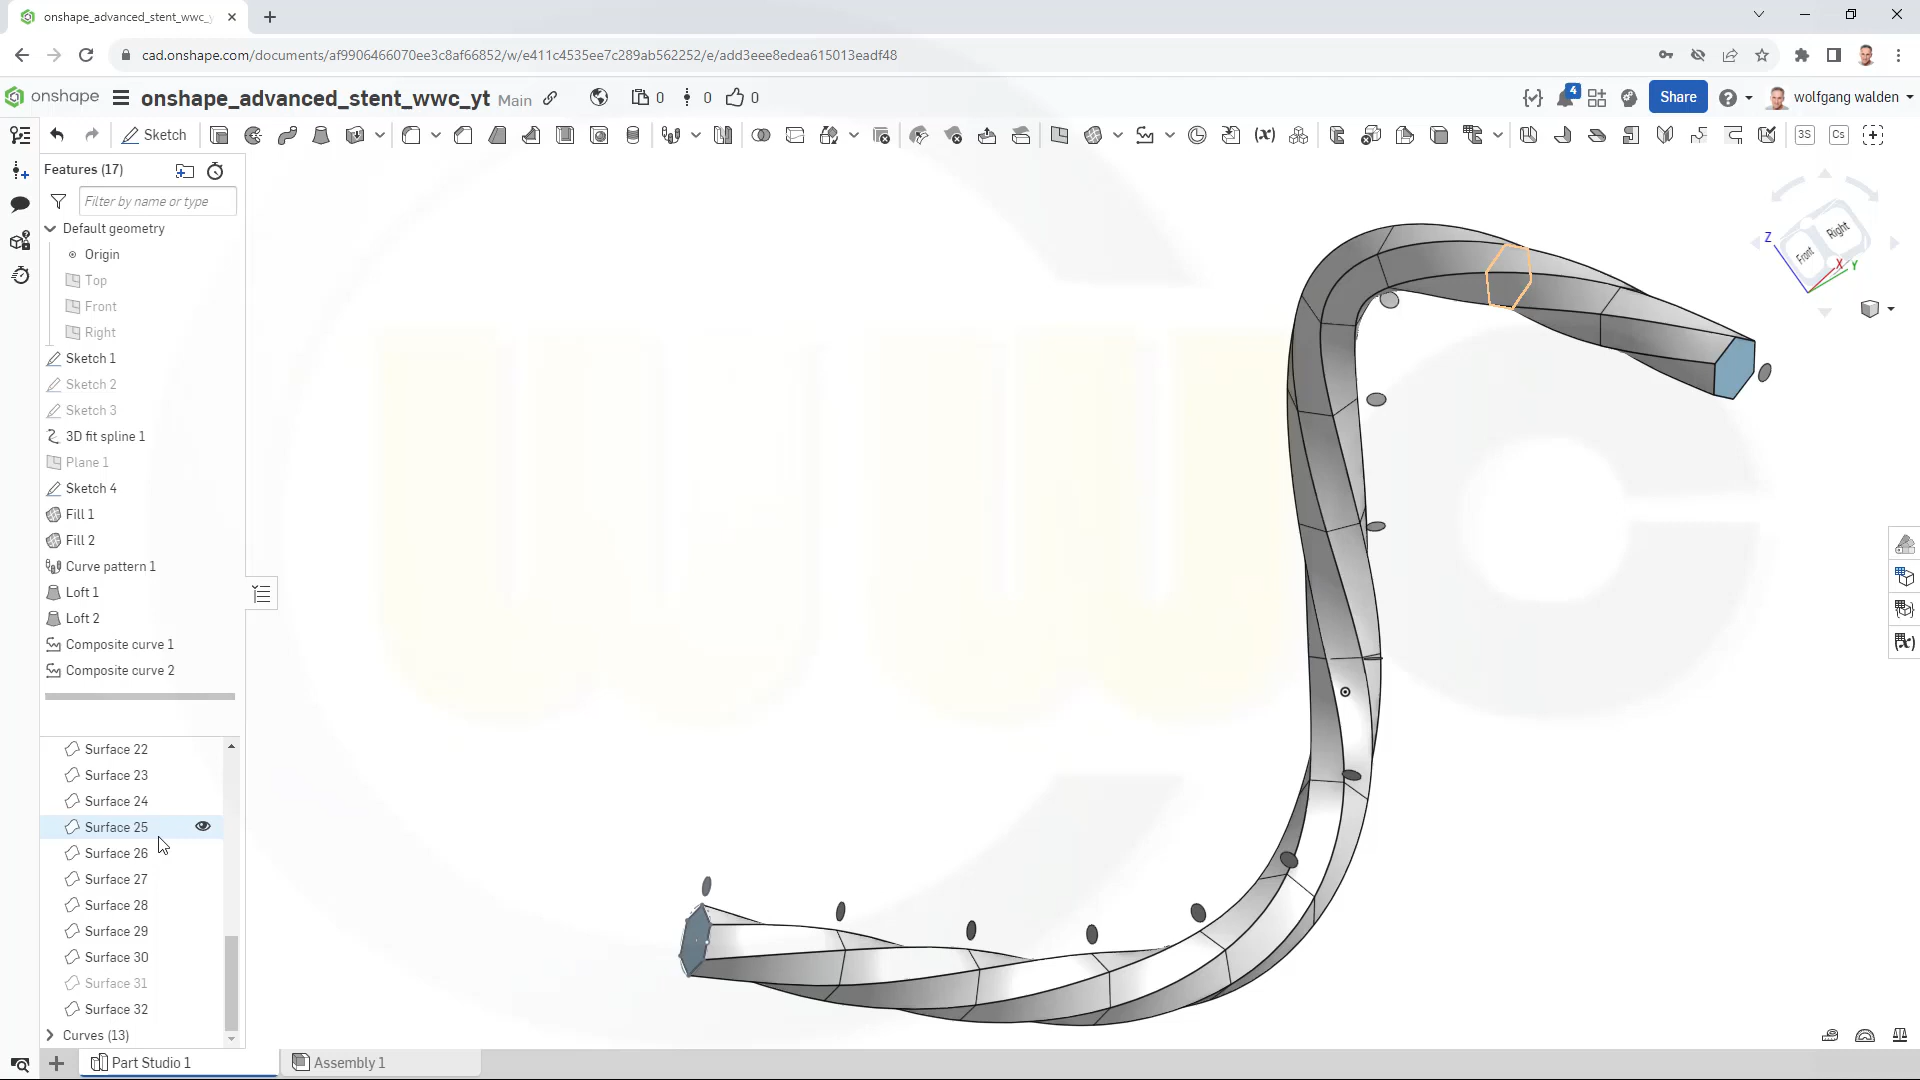 onshape_advanced_stent_wwc_y
cad.onshape.com/documents/af9906466070ee3c8af66852/w/e411c4535ee7c289ab562252/e/add3eee8edea615013eadf48
onshape
onshape_advanced_stent_wwc_yt Main
0 0 0
4
Share
wolfgang walden
Sketch
3S
Cs
Features (17)
Filter by name or type
Default geometry
Origin
Top
Front
Right
Sketch 1
Sketch 2
Sketch 3
3D fit spline 1
Plane 1
Sketch 4
Fill 1
Fill 2
Curve pattern 1
Loft 1
Loft 2
Composite curve 1
Composite curve 2
Surface 22
Surface 23
Surface 24
Surface 25
Surface 26
Surface 27
Surface 28
Surface 29
Surface 30
Surface 31
Surface 32
Curves (13)
Part Studio 1
Assembly 1
Z
Front
Right
X
Y
wwc